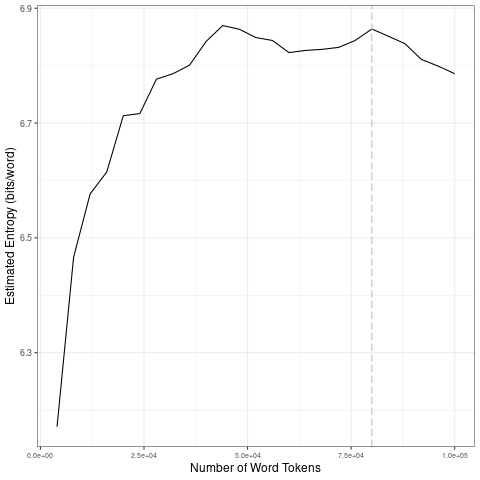 6.9
6.7
6.5
6.3
Estimated Entropy (bits/word)
0.0e+00 2.5e+04 5.0e+04 7.5e+04 1.0e+05
Number of Word Tokens